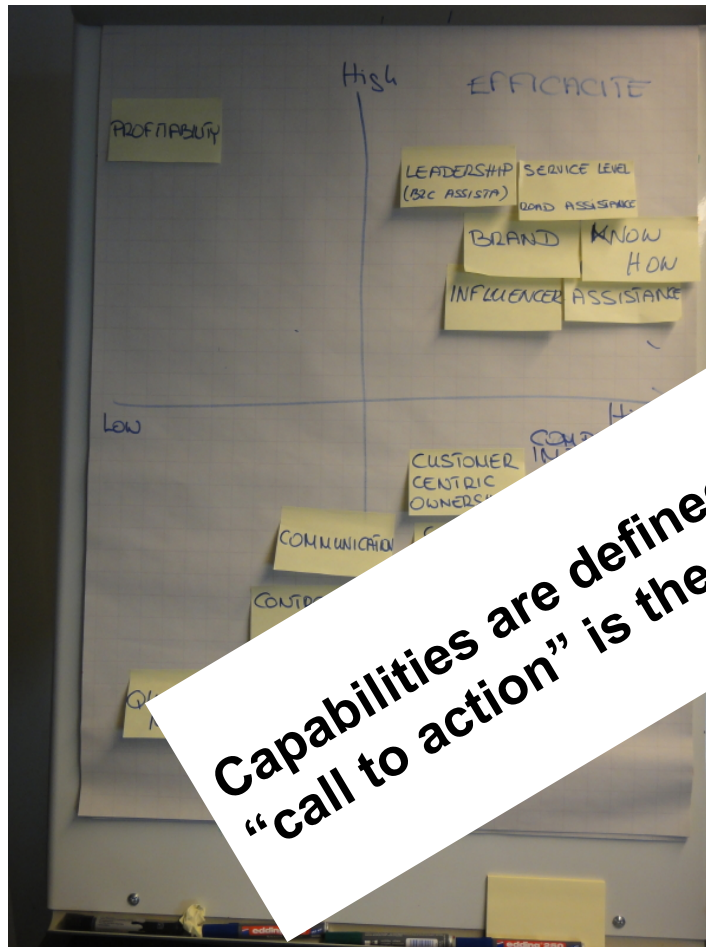 High
EFFICACITE
PROFITABILITY
LEADERSHIP
(B2C ASSISTA)
SERVICE LEVEL
ROAD ASSISTANCE
BRAND
KNOW
HOW
INFLUENCER
ASSISTANCE
LOW
CUSTOMER
CENTRIC
COMMUNICATION
Capabilities are define
“call to action” is the
edding